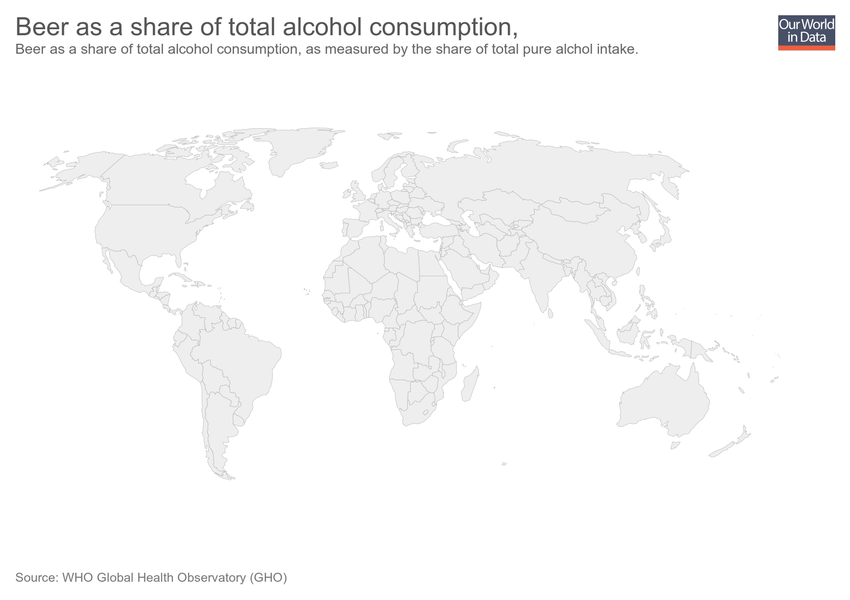 Beer as a share of total alcohol consumption,
Beer as a share of total alcohol consumption, as measured by the share of total pure alchol intake.
Our World
in Data
Source: WHO Global Health Observatory (GHO)